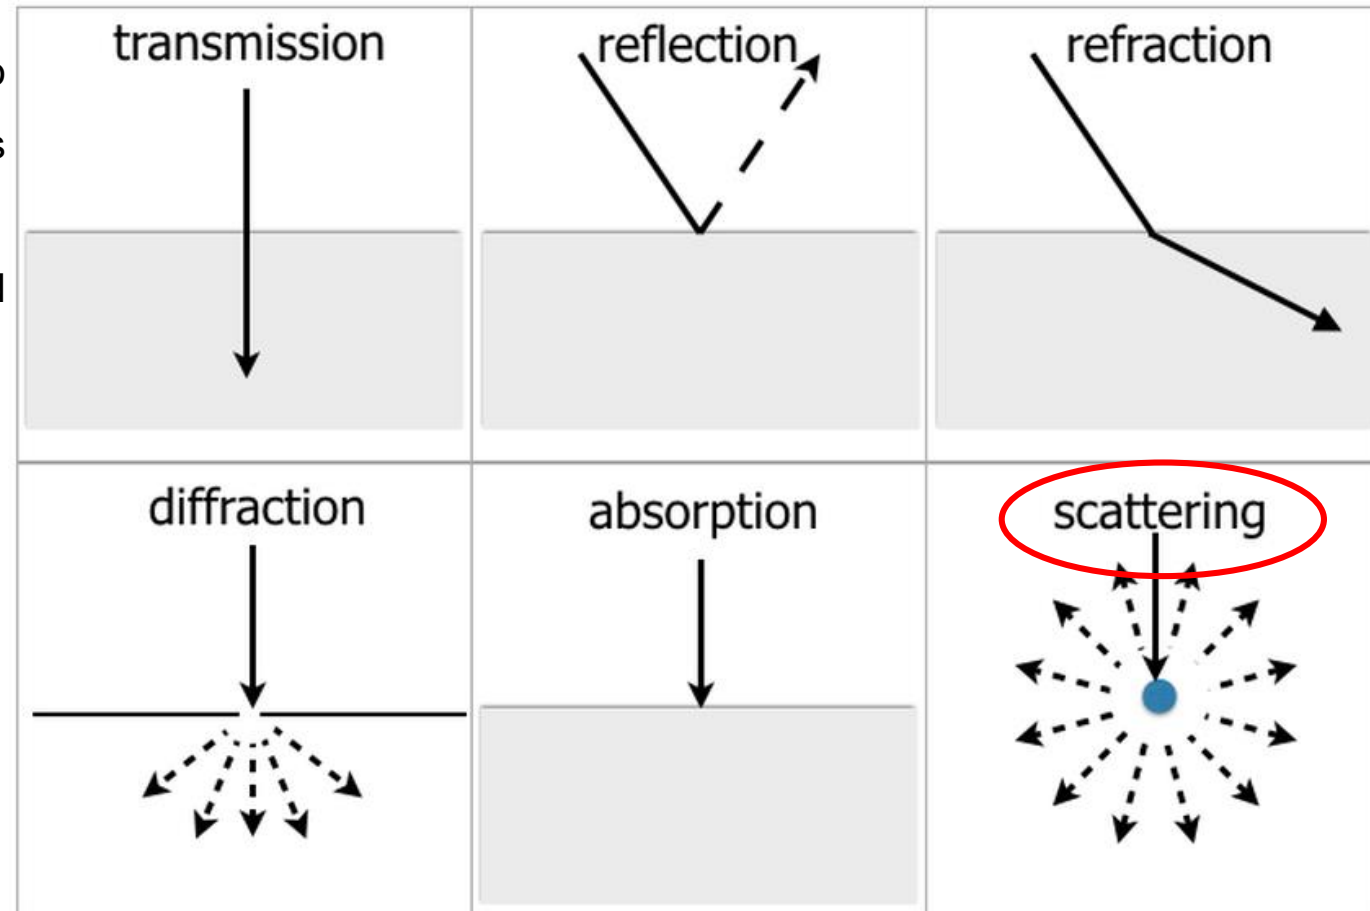 transmission
reflection
refraction
diffraction
absorption
scattering